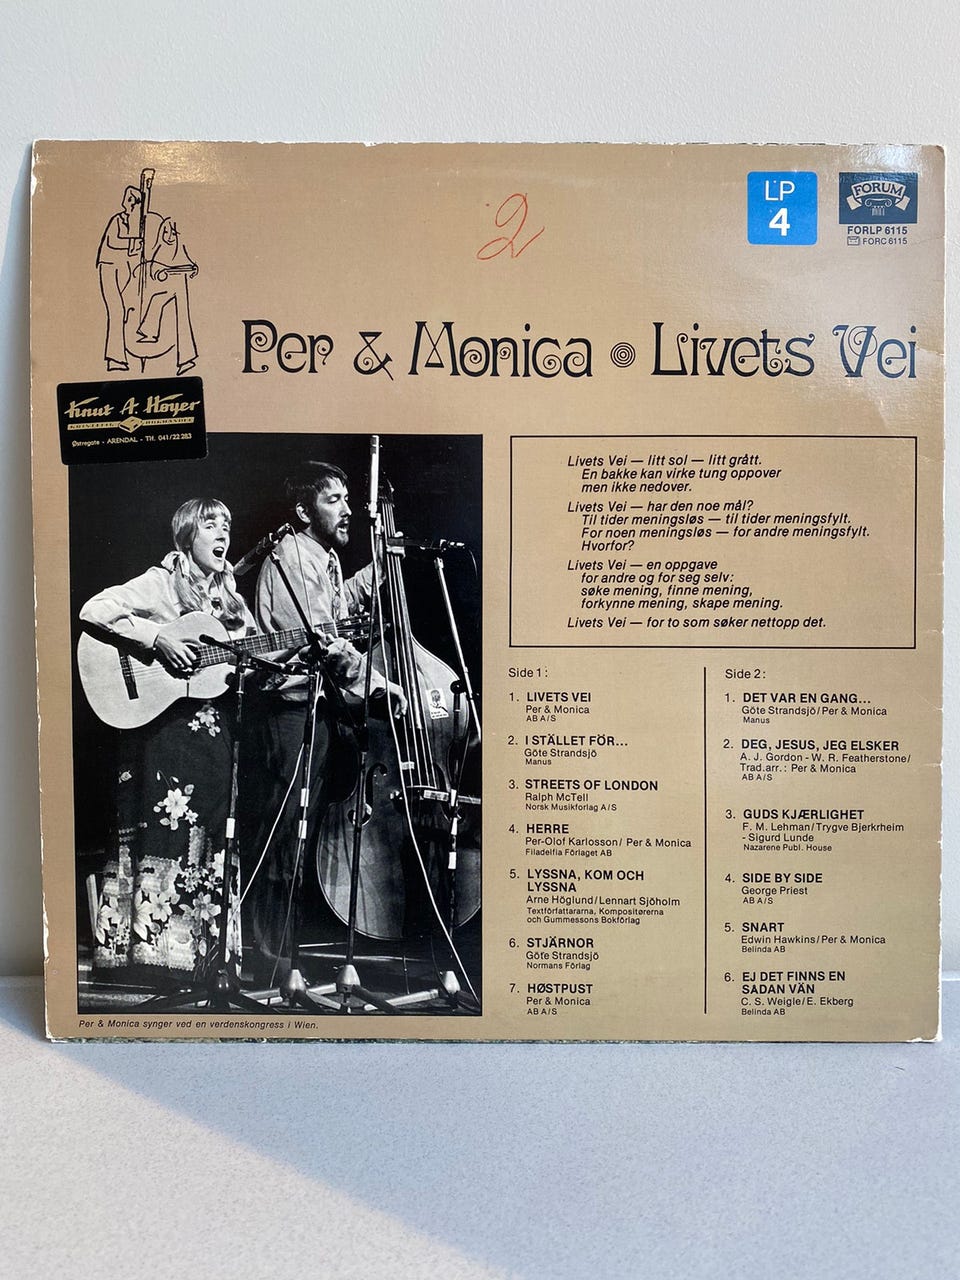 2
LP
4
FORUM
FORLP 6115
FORC 6115
Per & Monica Livets Vei
Knut A. Høyer
Østregate - ARENDAL - Tlf. 041/22 283
Livets Vei — litt sol — litt grått.
En bakke kan virke tung oppover
men ikke nedover.
Livets Vei — har den noe mål?
Til tider meningsløs — til tider meningsfylt.
For noen meningsløs — for andre meningsfylt.
Hvorfor?
Livets Vei — en oppgave
for andre og for seg selv:
søke mening, finne mening,
forkynne mening, skape mening.
Livets Vei — for to som søker nettopp det.
Side 1:
1. LIVETS VEI
Per & Monica
AB A/S
2. I STÄLLET FÖR...
Göte Strandsjö
Manus
3. STREETS OF LONDON
Ralph McTell
Norsk Musikforlag A/S
4. HERRE
Per-Olof Karlosson/ Per & Monica
Filadelfia Förlaget AB
5. LYSSNA, KOM OCH
LYSSNA
Arne Höglund/Lennart Sjöholm
Textförfattararna, Kompositørerna
och Gummessons Bokförlag
6. STJÄRNOR
Göte Strandsjö
Normans Förlag
7. HØSTPUST
Per & Monica
AB A/S
Side 2:
1. DET VAR EN GANG...
Göte Strandsjö/Per & Monica
Manus
2. DEG, JESUS, JEG ELSKER
A. J. Gordon - W. R. Featherstone/
Trad.arr.: Per & Monica
AB A/S
3. GUDS KJÆRLIGHET
F. M. Lehman/Trygve Bjerkrheim
- Sigurd Lunde
Nazarene Publ. House
4. SIDE BY SIDE
George Priest
AB A/S
5. SNART
Edwin Hawkins/Per & Monica
Belinda AB
6. EJ DET FINNS EN
SADAN VÄN
C. S. Weigle/E. Ekberg
Belinda AB
Per & Monica synger ved en verdenskongress i Wien.